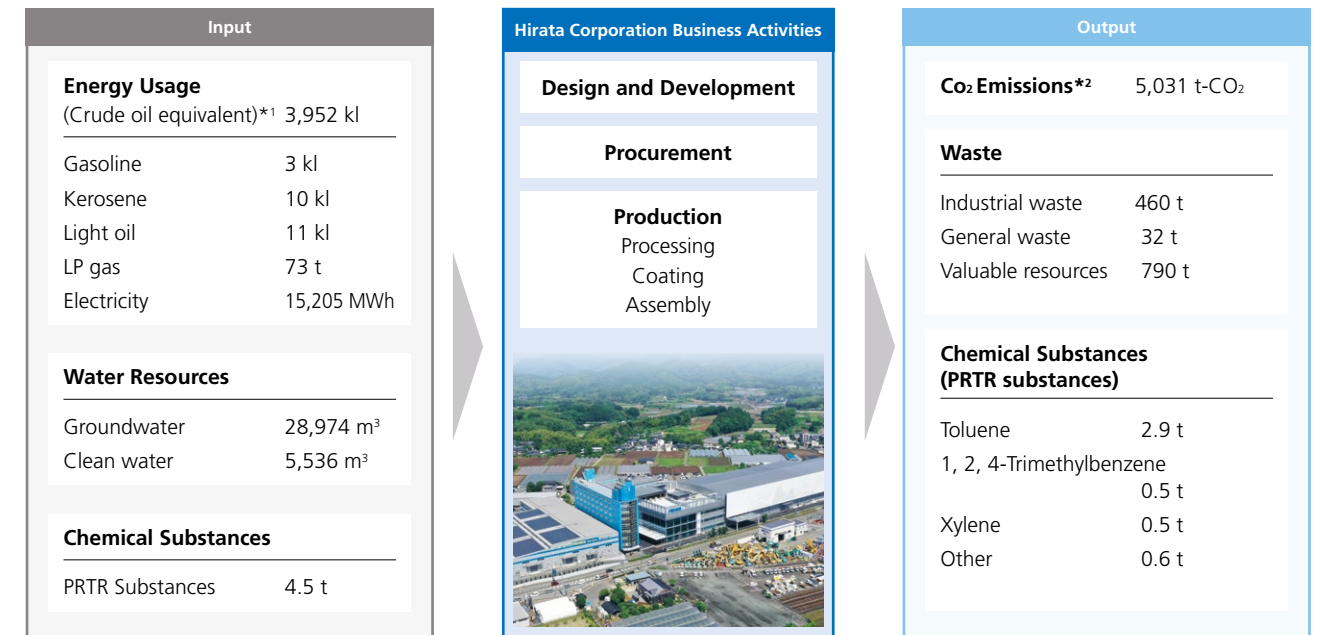 Input
Energy Usage
(Crude oil equivalent)*1 3,952 kl
Gasoline 3 kl
Kerosene 10 kl
Light oil 11 kl
LP gas 73 t
Electricity 15,205 MWh
Water Resources
Groundwater 28,974 m³
Clean water 5,536 m³
Chemical Substances
PRTR Substances 4.5 t
Hirata Corporation Business Activities
Design and Development
Procurement
Production
Processing
Coating
Assembly
Output
Co₂ Emissions*² 5,031 t-CO₂
Waste
Industrial waste 460 t
General waste 32 t
Valuable resources 790 t
Chemical Substances
(PRTR substances)
Toluene 2.9 t
1, 2, 4-Trimethylbenzene
0.5 t
Xylene 0.5 t
Other 0.6 t